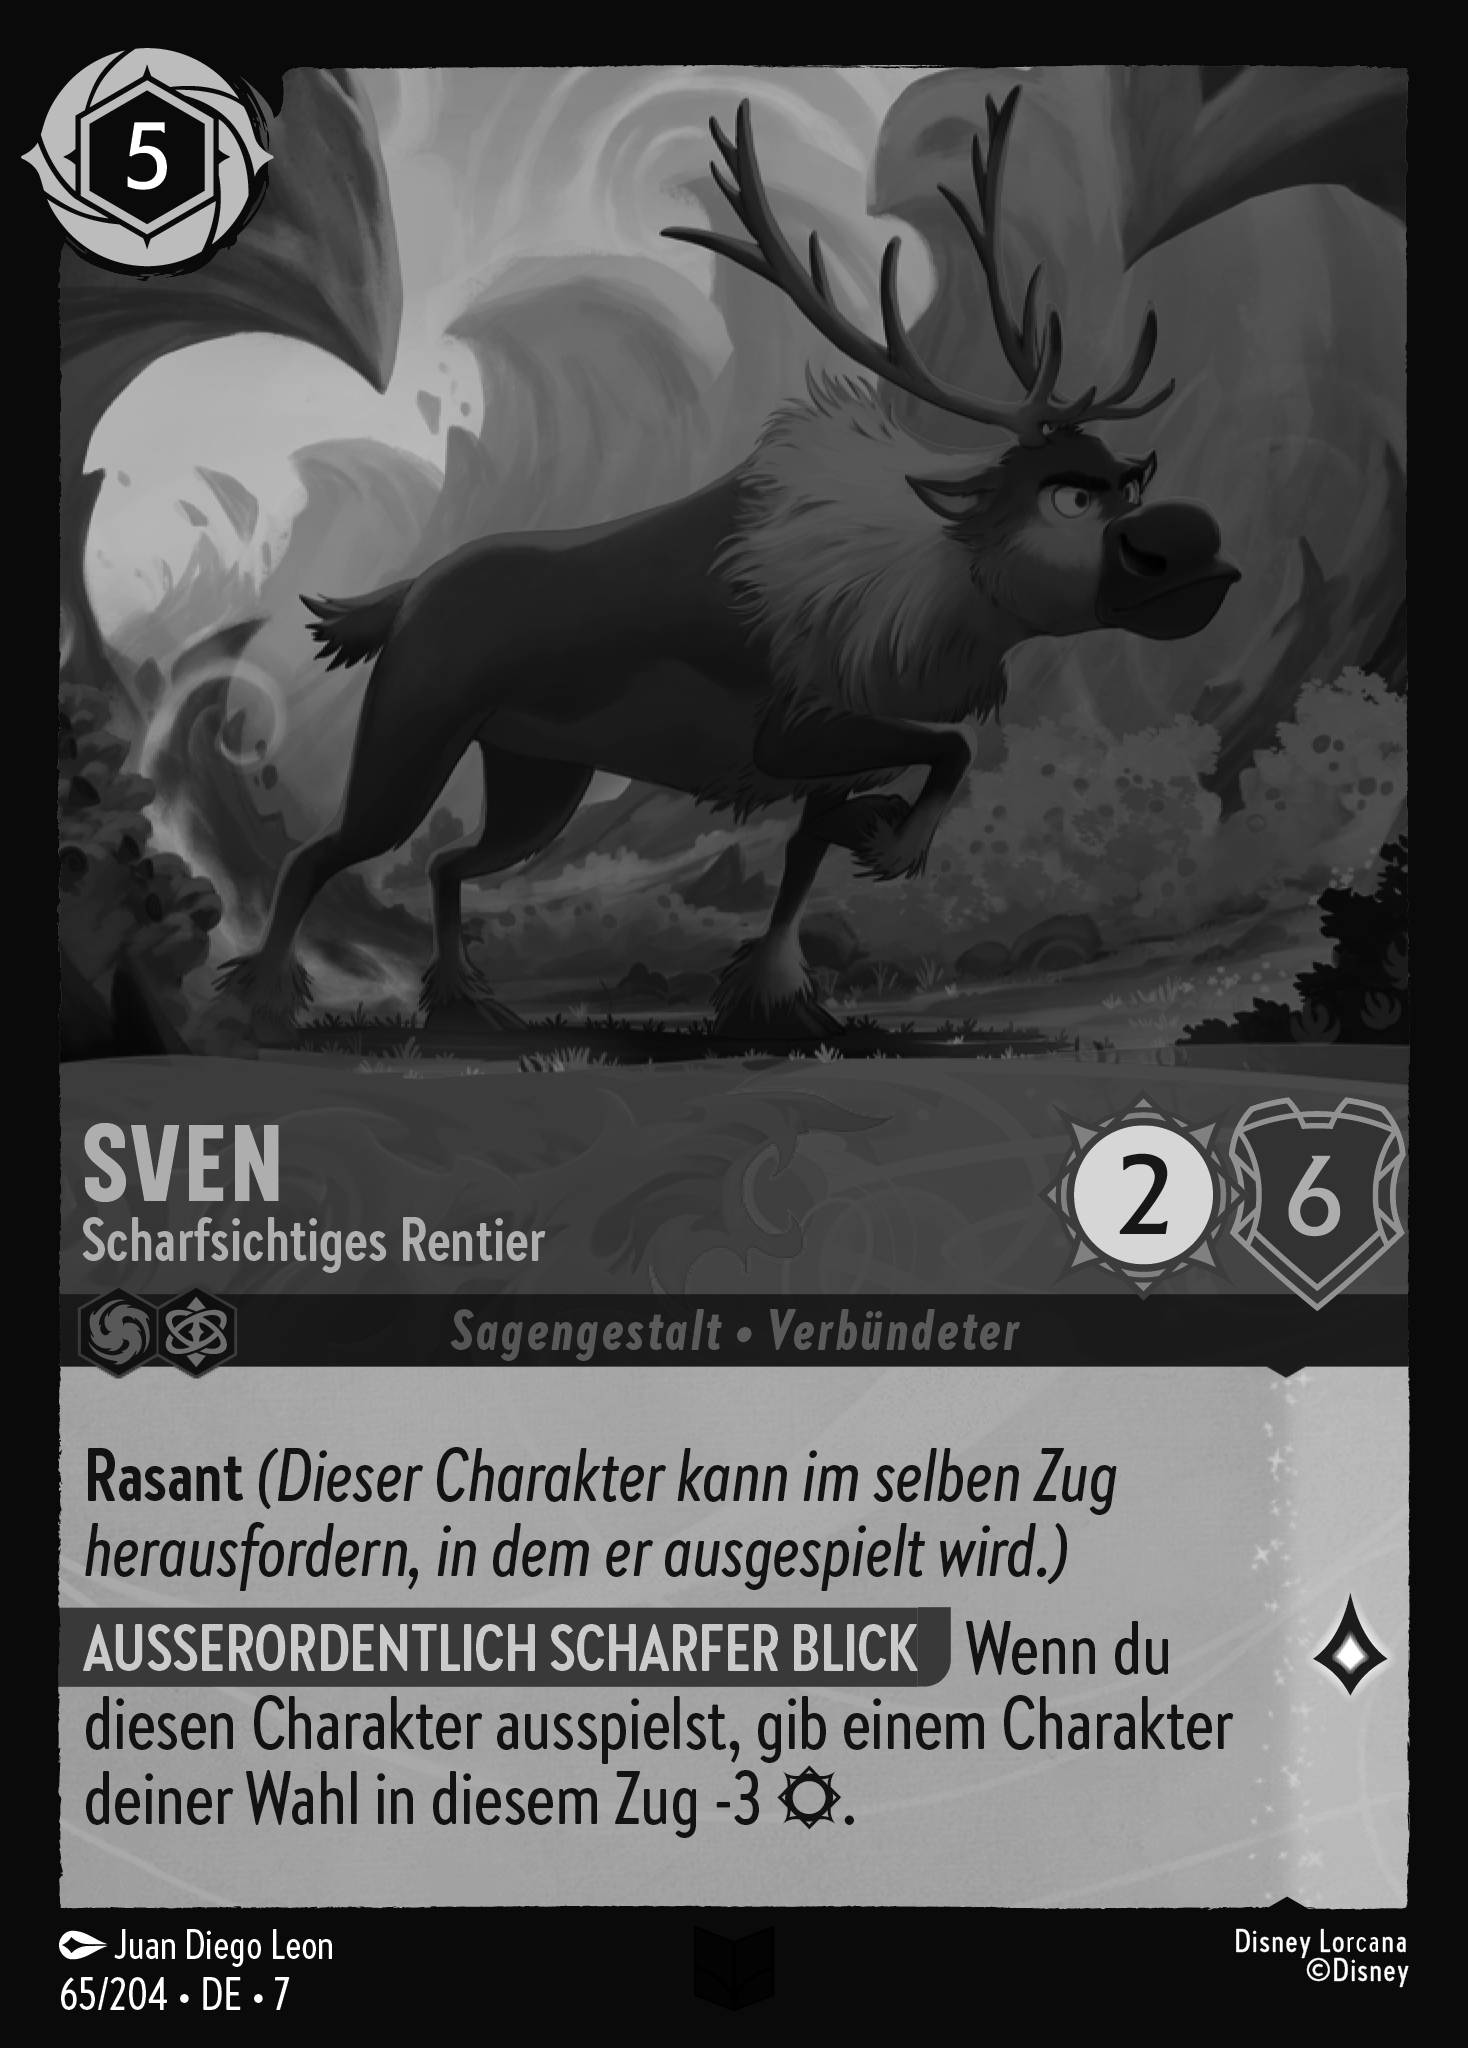 5
SVEN
Scharfsichtiges Rentier
2
6
Sagengestalt • Verbündeter
Rasant (Dieser Charakter kann im selben Zug
herausfordern, in dem er ausgespielt wird.)
AUSSERORDENTLICH SCHARFER BLICK Wenn du
diesen Charakter ausspielst, gib einem Charakter
deiner Wahl in diesem Zug -3 .
Juan Diego Leon
65/204 • DE • 7
Disney Lorcana
©Disney